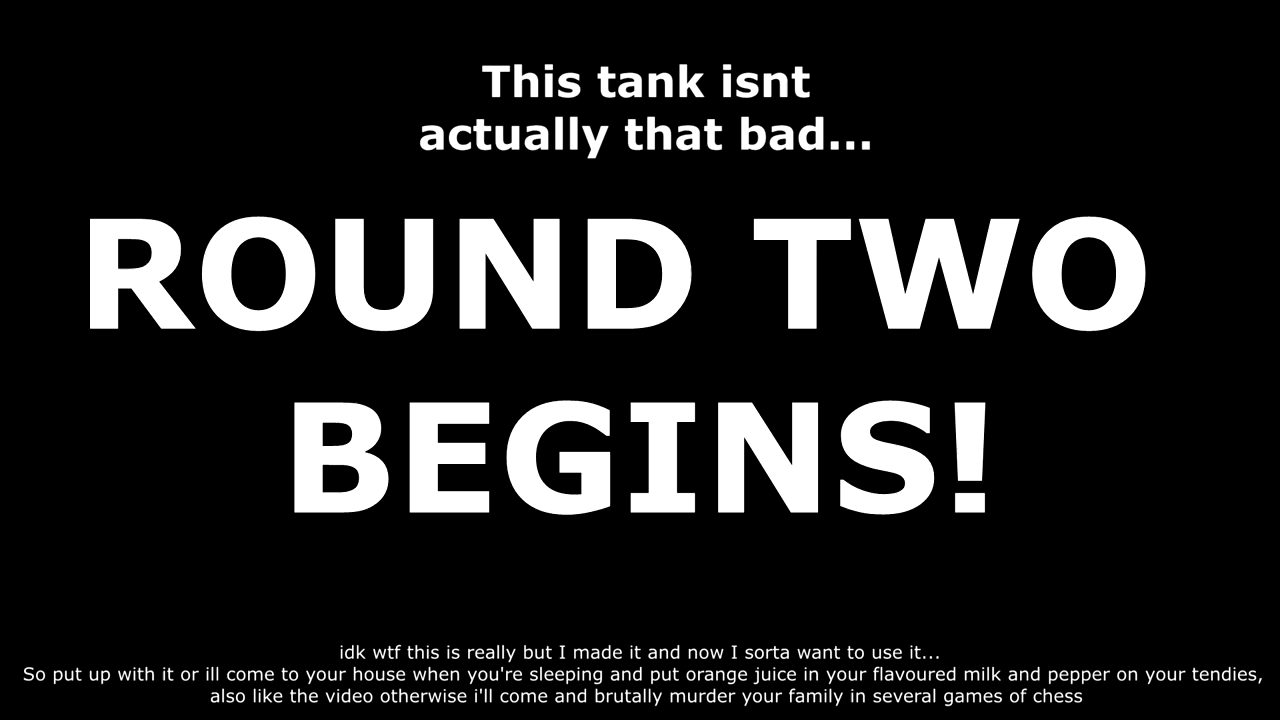 This tank isnt
actually that bad...
ROUND TWO
BEGINS!
idk wtf this is really but I made it and now I sorta want to use it...
So put up with it or ill come to your house when you're sleeping and put orange juice in your flavoured milk and pepper on your tendies,
also like the video otherwise i'll come and brutally murder your family in several games of chess